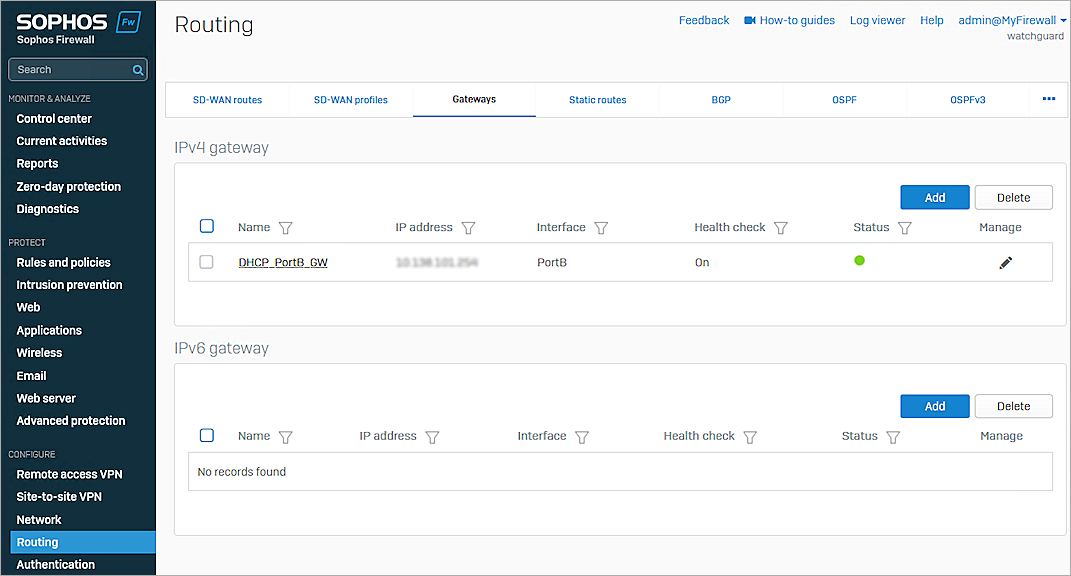 SOPHOS Fw
Sophos Firewall
Search
MONITOR & ANALYZE
Control center
Current activities
Reports
Zero-day protection
Diagnostics
PROTECT
Rules and policies
Intrusion prevention
Web
Applications
Wireless
Email
Web server
Advanced protection
CONFIGURE
Remote access VPN
Site-to-site VPN
Network
Routing
Authentication
Routing
Feedback How-to guides Log viewer Help admin@MyFirewall
watchguard
SD-WAN routes SD-WAN profiles Gateways Static routes BGP OSPF OSPFv3
IPv4 gateway
Add Delete
Name IP address Interface Health check Status Manage
DHCP_PortB_GW PortB On
IPv6 gateway
Add Delete
Name IP address Interface Health check Status Manage
No records found